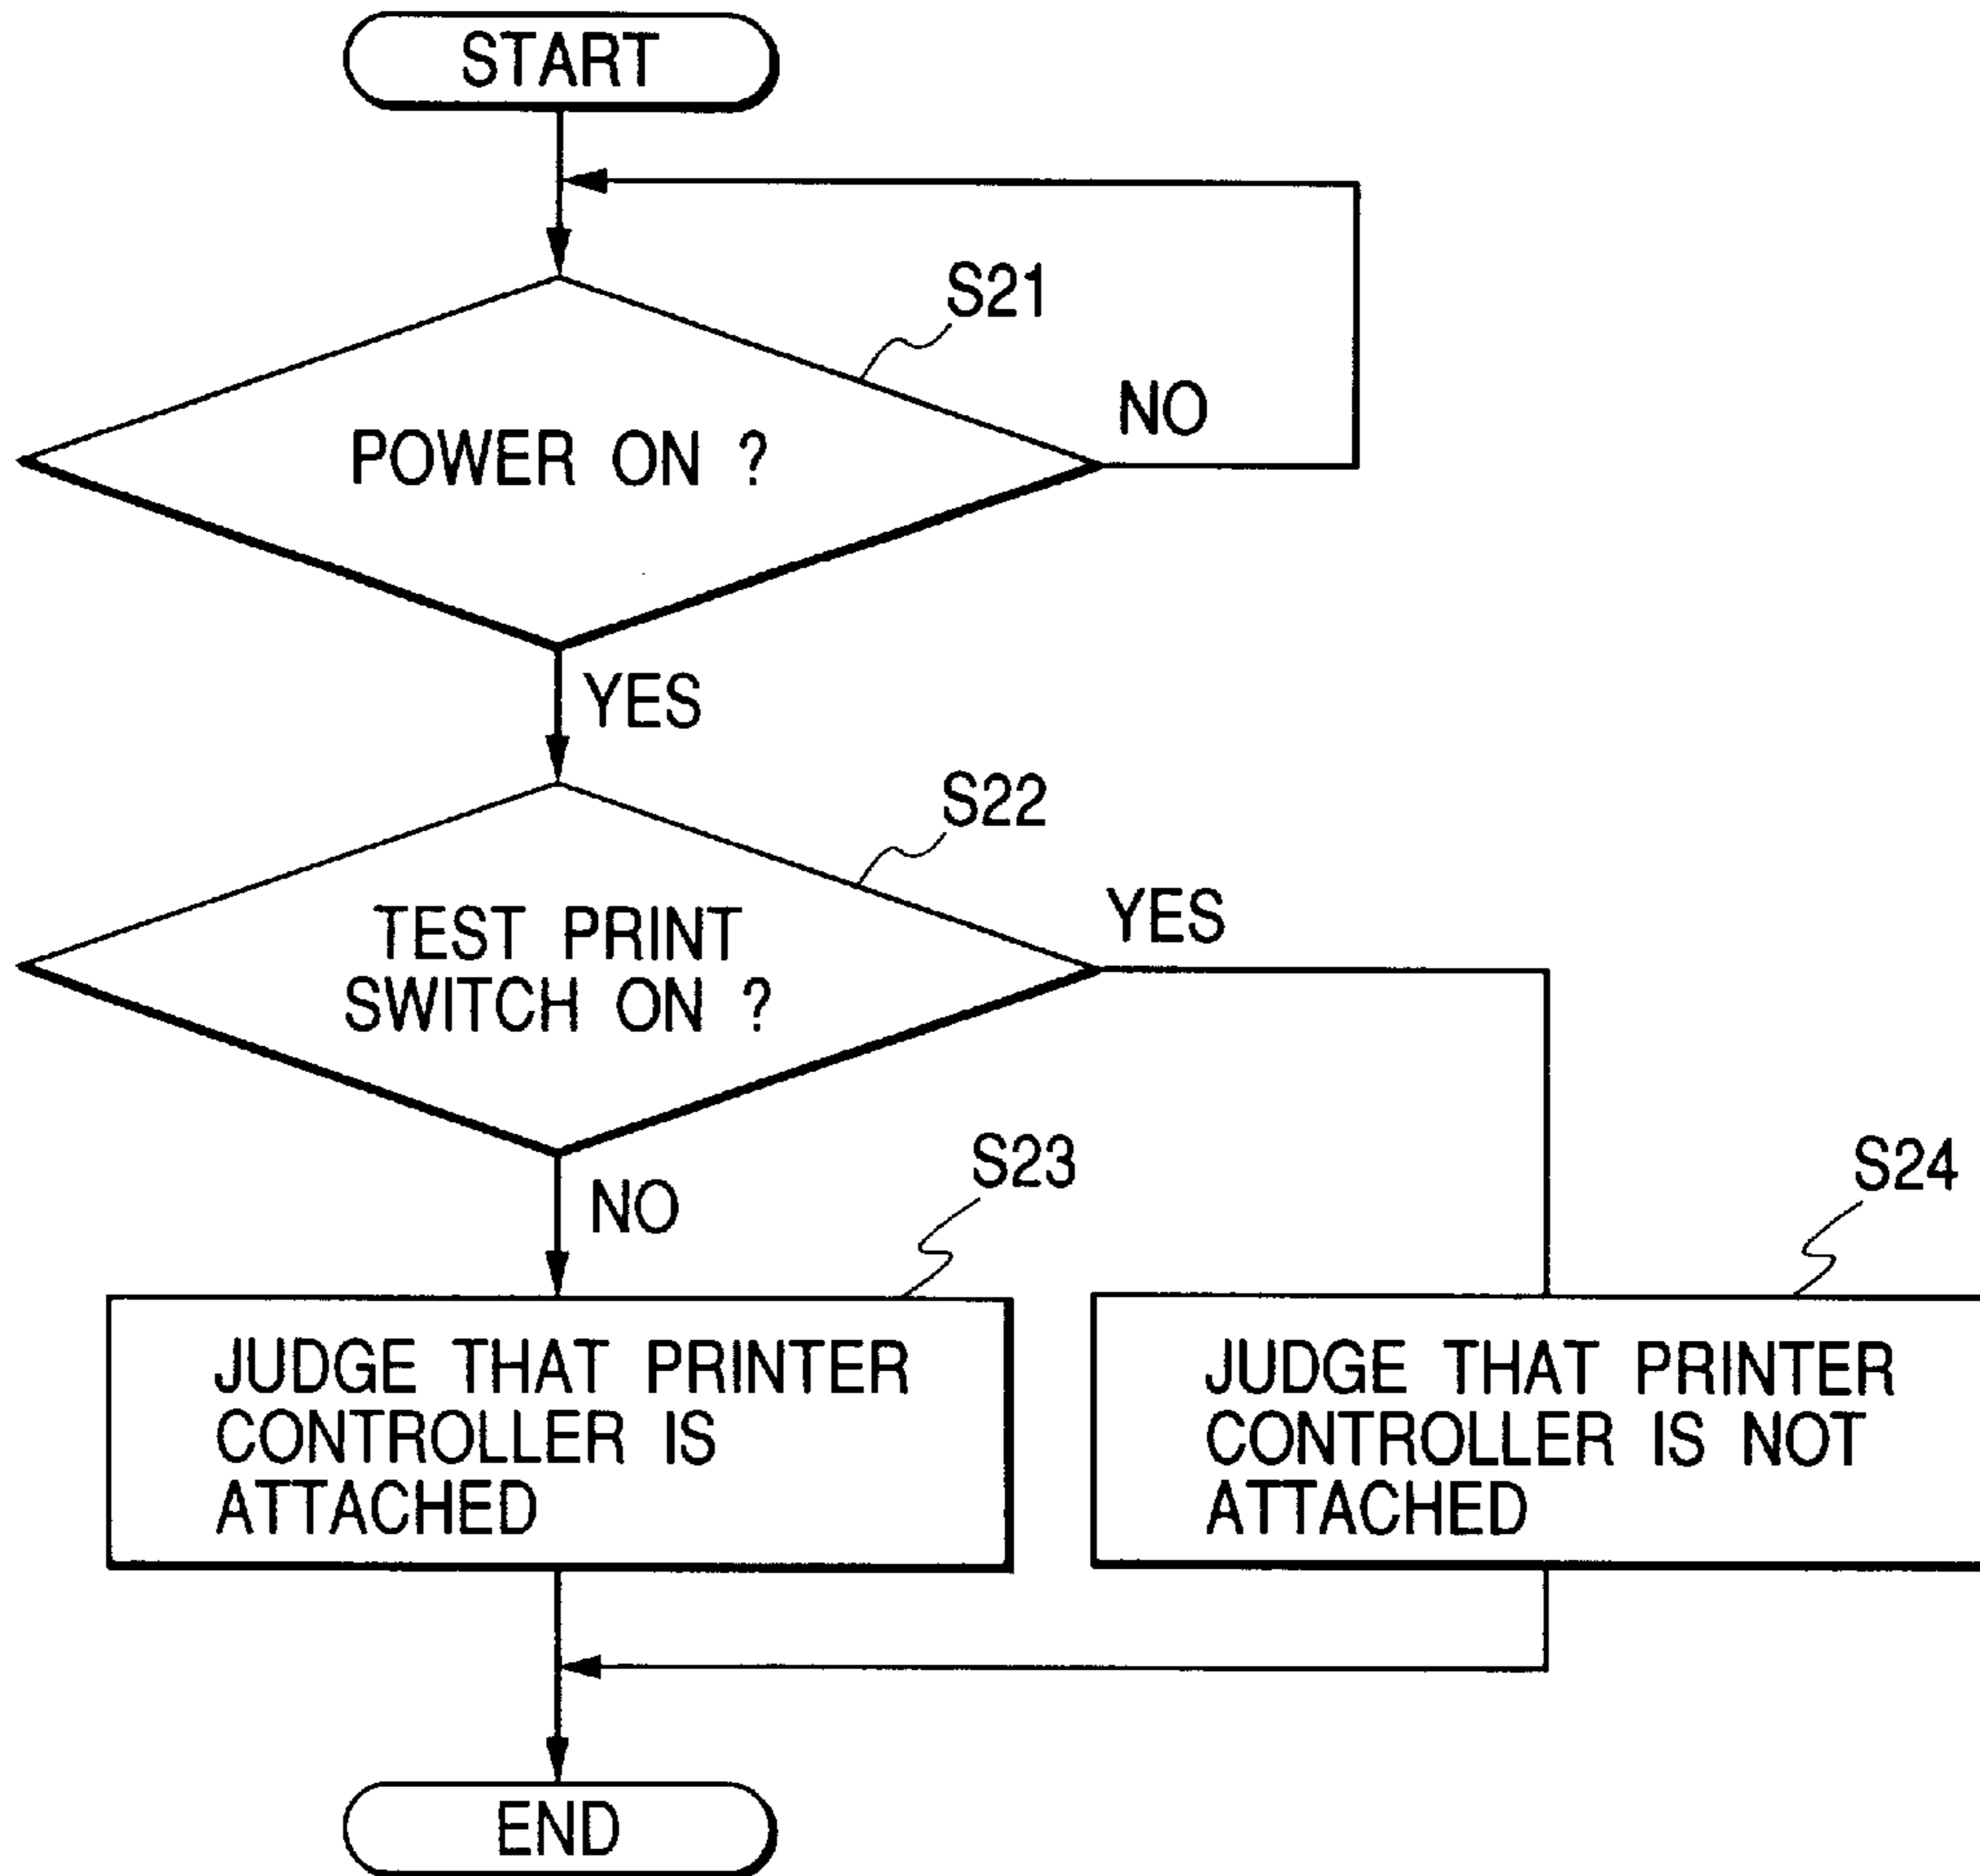 START
S21
NO
POWER ON ?
YES
S22
YES
TEST PRINT
SWITCH ON ?
NO
S23
S24
JUDGE THAT PRINTER
CONTROLLER IS
ATTACHED
JUDGE THAT PRINTER
CONTROLLER IS NOT
ATTACHED
END